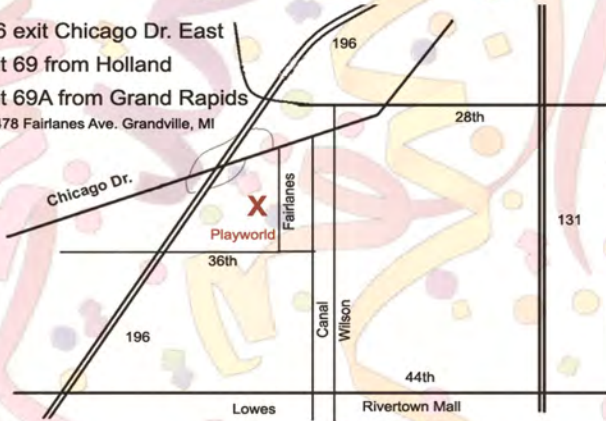 6 exit Chicago Dr. East
t 69 from Holland
t 69A from Grand Rapids
478 Fairlanes Ave. Grandville, MI
196
28th
Chicago Dr.
Fairlanes
X
Playworld
131
36th
Canal
Wilson
196
44th
Lowes
Rivertown Mall